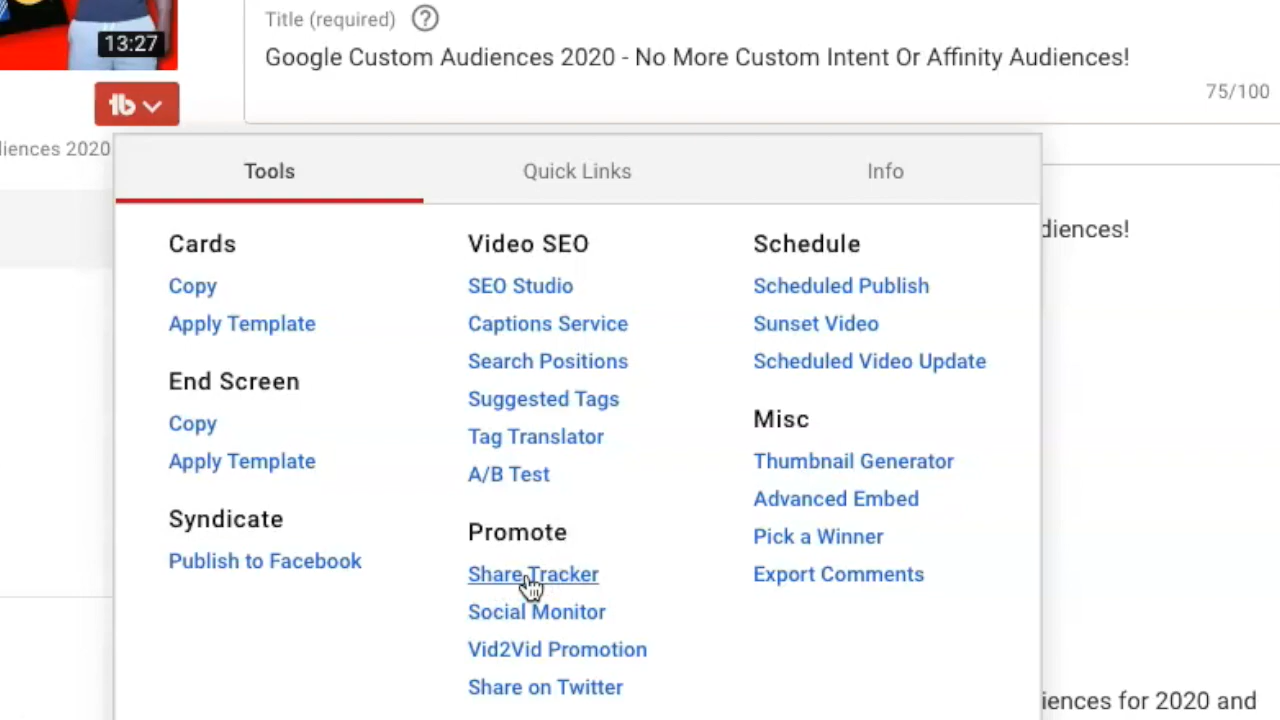 Title (required) ?
Google Custom Audiences 2020 - No More Custom Intent Or Affinity Audiences!
75/100
13:27
tb
diences 2020
Tools
Quick Links
Info
diences!
Cards
Copy
Apply Template
End Screen
Copy
Apply Template
Syndicate
Publish to Facebook
Video SEO
SEO Studio
Captions Service
Search Positions
Suggested Tags
Tag Translator
A/B Test
Promote
Share Tracker
Social Monitor
Vid2Vid Promotion
Share on Twitter
Schedule
Scheduled Publish
Sunset Video
Scheduled Video Update
Misc
Thumbnail Generator
Advanced Embed
Pick a Winner
Export Comments
iences for 2020 and